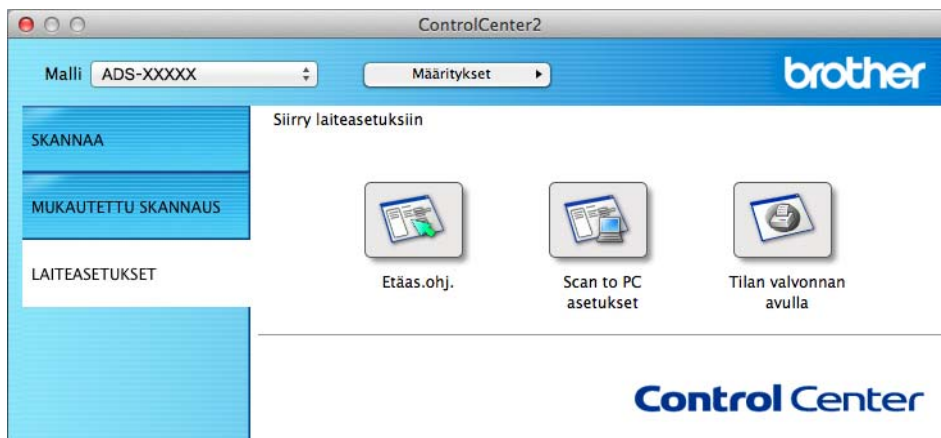 ControlCenter2
Malli ADS-XXXXX Määritykset
brother
SKANNAA
MUKAUTETTU SKANNAUS
LAITEASETUKSET
Siirry laiteasetuksiin
Etäas.ohj.
Scan to PC
asetukset
Tilan valvonnan
avulla
Control Center